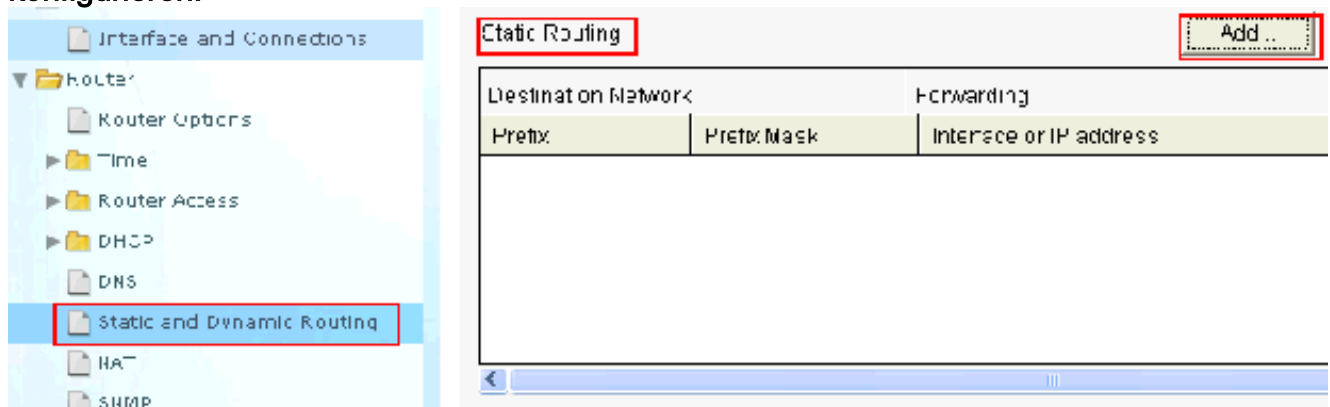 Interface and Connections
Router
Router Options
Time
Router Access
DHCP
DNS
Static and Dynamic Routing
NAT
SNMP
Static Routing
Add ...
Destination Network
Forwarding
Prefix
Prefix Mask
Interface or IP address